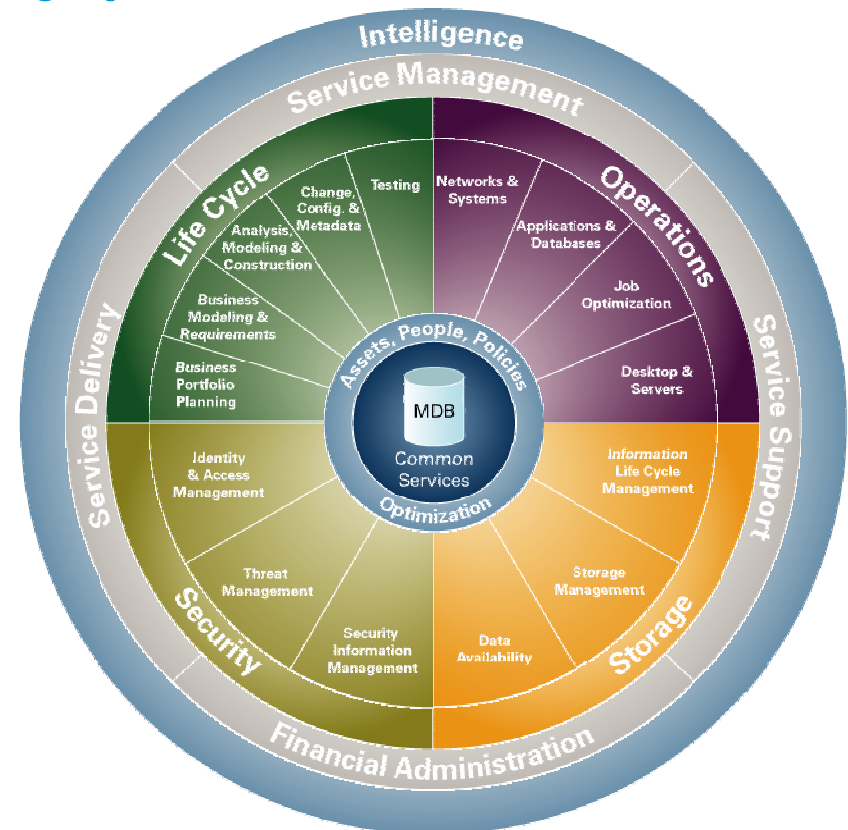 Intelligence
Service Management
Service Delivery
Service Support
Financial Administration
Life Cycle
Operations
Security
Storage
Testing
Change,
Config. &
Metadata
Analysis,
Modeling &
Construction
Business
Modeling &
Requirements
Business
Portfolio
Planning
Networks &
Systems
Applications &
Databases
Job
Optimization
Desktop &
Servers
Identity
& Access
Management
Threat
Management
Security
Information
Management
Information
Life Cycle
Management
Storage
Management
Data
Availability
Assets, People, Policies
MDB
Common
Services
Optimization